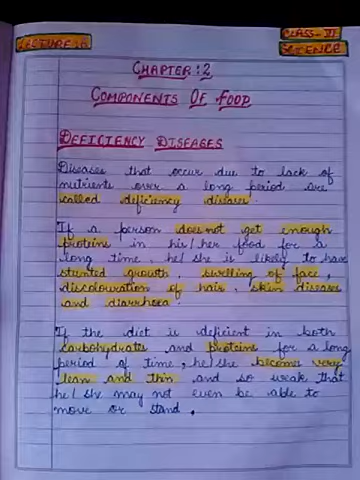 LECTURE:8
CLASS-VI
SCIENCE
CHAPTER:2
COMPONENTS OF FOOD
DEFICIENCY DISEASES
Diseases that occur due to lack of
nutrients over a long period are
called deficiency diseases.
If a person does not get enough
proteins in his/her food for a
long time, he/she is likely to have
stunted growth, swelling of face,
discolouration of hair, skin diseases
and diarrhoea.
If the diet is deficient in both
carbohydrates and proteins for a long
period of time, he/she becomes very
lean and thin and so weak that
he/she may not even be able to
move or stand.